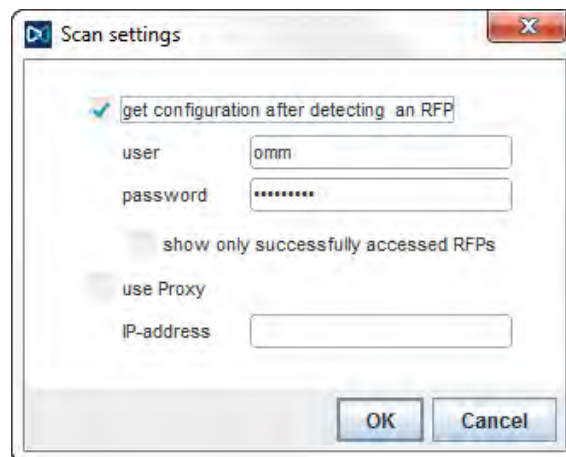 Scan settings
get configuration after detecting an RFP
user omm
password •••••••••
show only successfully accessed RFPs
use Proxy
IP-address
OK Cancel